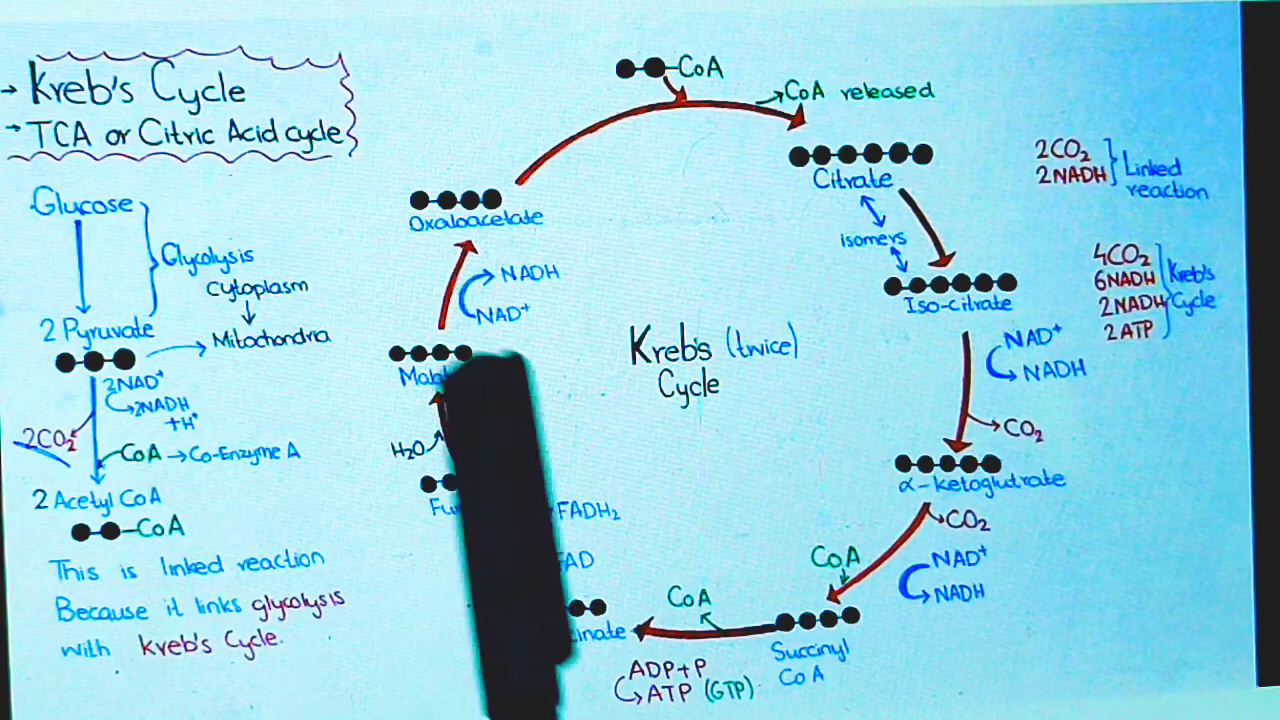 → Kreb's Cycle
→ TCA or Citric Acid cycle
Glucose
Glycolysis
Cytoplasm
Mitochondria
2 Pyruvate
2NAD⁺
2NADH
+H⁺
2CO₂
CoA → Co-Enzyme A
2 Acetyl CoA
CoA
This is linked reaction
Because it links glycolysis
with kreb's Cycle.
CoA
CoA released
Citrate
isomers
Iso-citrate
NAD⁺
NADH
CO₂
α-ketoglutrate
CO₂
NAD⁺
NADH
CoA
Succinyl
CoA
CoA
ADP+P
ATP (GTP)
FADH₂
H₂O
NADH
NAD⁺
Oxaloacetate
Kreb's (twice)
Cycle
2CO₂
2NADH
Linked
reaction
4CO₂
6NADH
2NADH
2ATP
Kreb's
Cycle